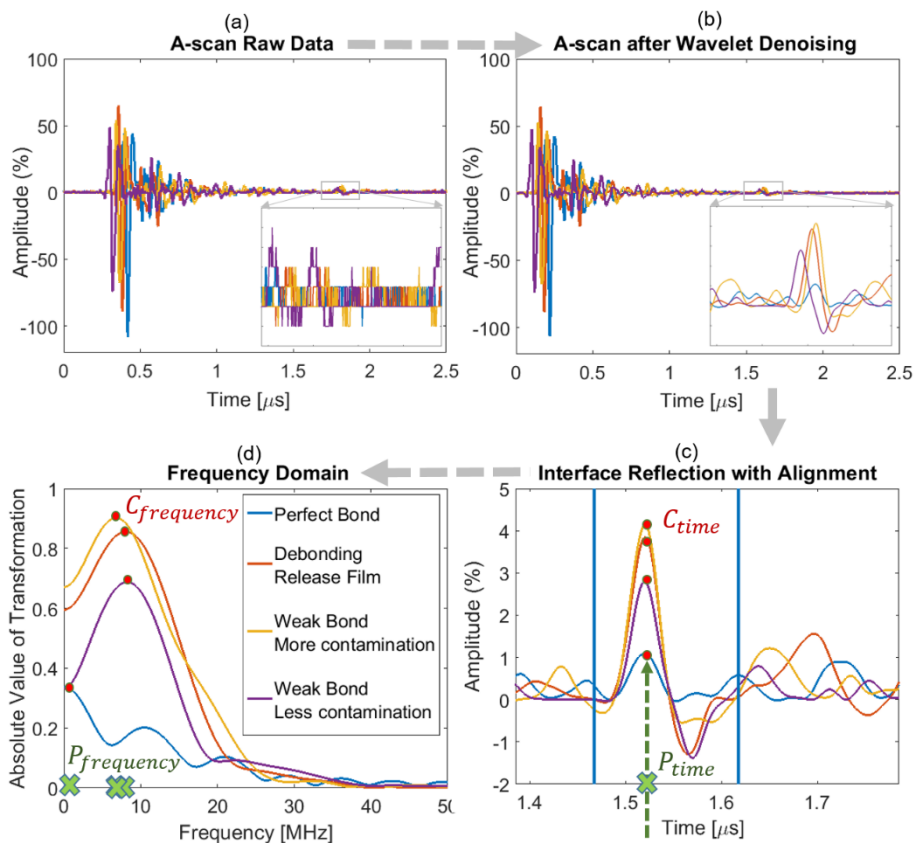 (a)
A-scan Raw Data
100
50
0
-50
-100
Amplitude (%)
0 0.5 1 1.5 2 2.5
Time [μs]
(b)
A-scan after Wavelet Denoising
100
50
0
-50
-100
Amplitude (%)
0 0.5 1 1.5 2 2.5
Time [μs]
(d)
Frequency Domain
1
0.8
0.6
0.4
0.2
0
Absolute Value of Transformation
C_frequency
Perfect Bond
Debonding
Release Film
Weak Bond
More contamination
Weak Bond
Less contamination
P_frequency
0 10 20 30 40 50
Frequency [MHz]
(c)
Interface Reflection with Alignment
5
4
3
2
1
0
-1
-2
Amplitude (%)
C_time
P_time
1.4 1.5 1.6 1.7
Time [μs]